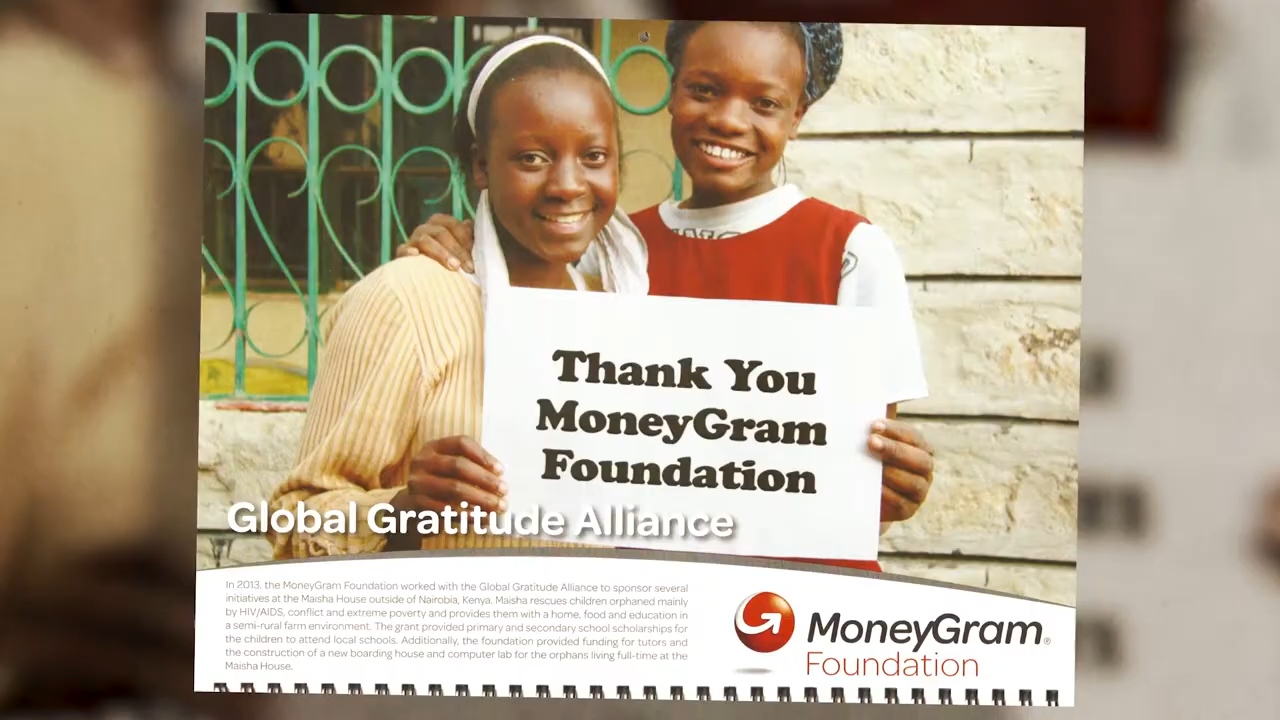 Thank You
MoneyGram
Foundation
Global Gratitude Alliance
In 2013, the MoneyGram Foundation worked with the Global Gratitude Alliance to sponsor several
initiatives at the Maisha House outside of Nairobia, Kenya. Maisha rescues children orphaned mainly
by HIV/AIDS, conflict and extreme poverty and provides them with a home, food and education in
a semi-rural farm environment. The grant provided primary and secondary school scholarships for
the children to attend local schools. Additionally, the foundation provided funding for tutors and
the construction of a new boarding house and computer lab for the orphans living full-time at the
Maisha House.
MoneyGram®
Foundation